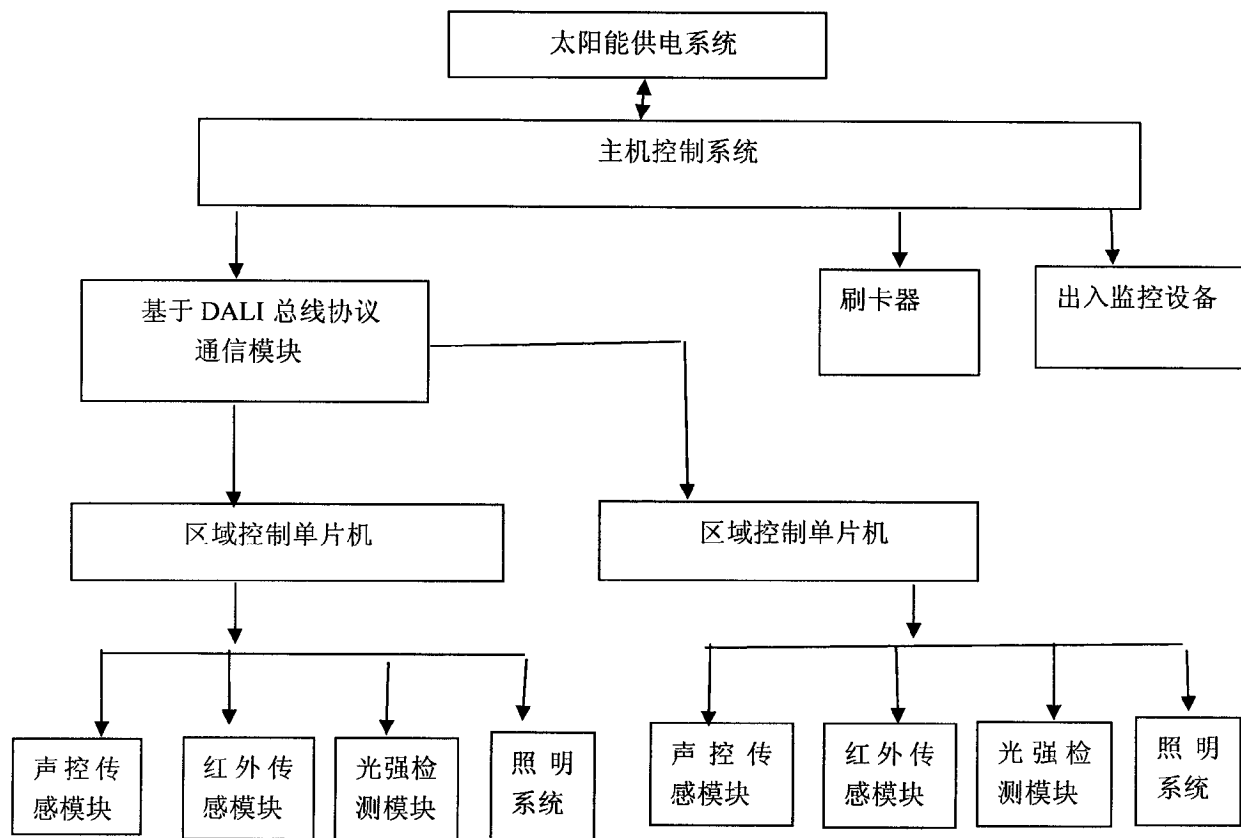 太阳能供电系统
主机控制系统
基于 DALI 总线协议
通信模块
刷卡器
出入监控设备
区域控制单片机
区域控制单片机
声控传
感模块
红外传
感模块
光强检
测模块
照明
系统
声控传
感模块
红外传
感模块
光强检
测模块
照明
系统